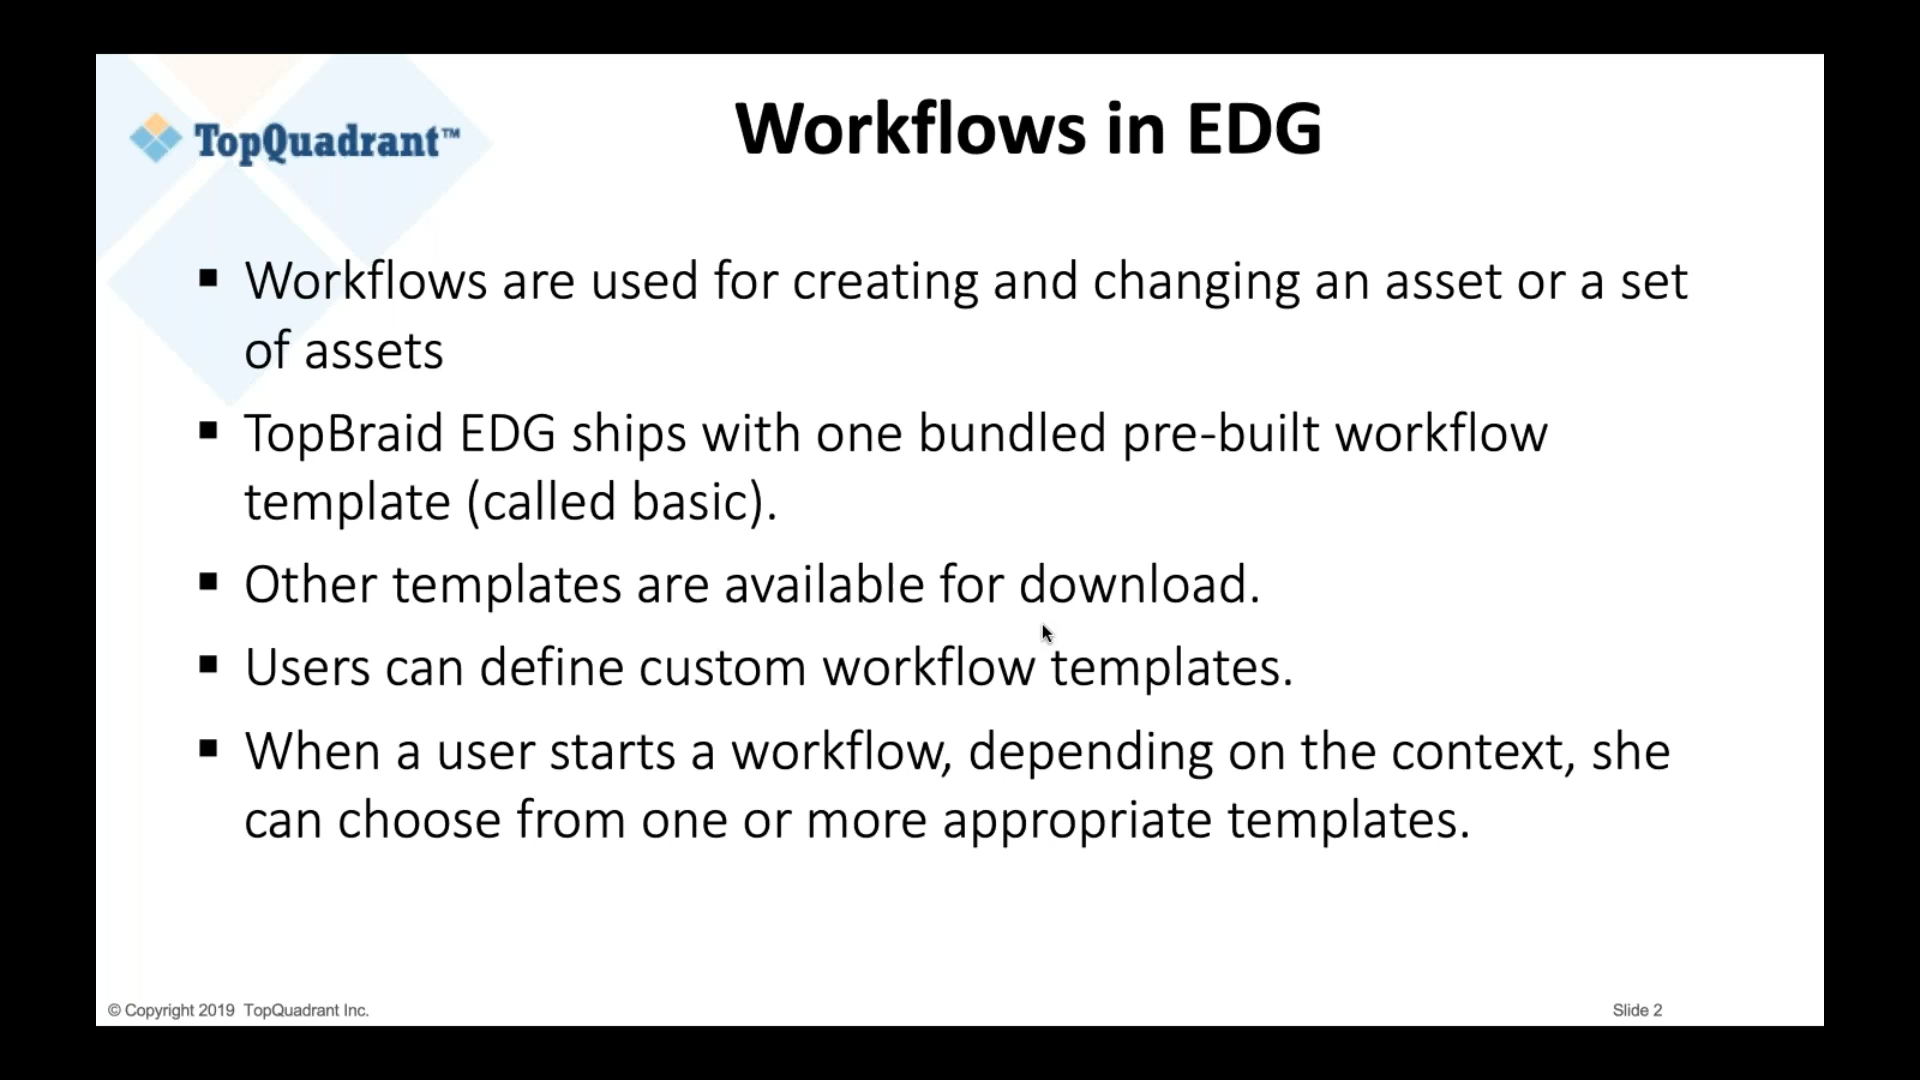 TopQuadrant™
Workflows in EDG
▪ Workflows are used for creating and changing an asset or a set
of assets
▪ TopBraid EDG ships with one bundled pre-built workflow
template (called basic).
▪ Other templates are available for download.
▪ Users can define custom workflow templates.
▪ When a user starts a workflow, depending on the context, she
can choose from one or more appropriate templates.
© Copyright 2019 TopQuadrant Inc.
Slide 2